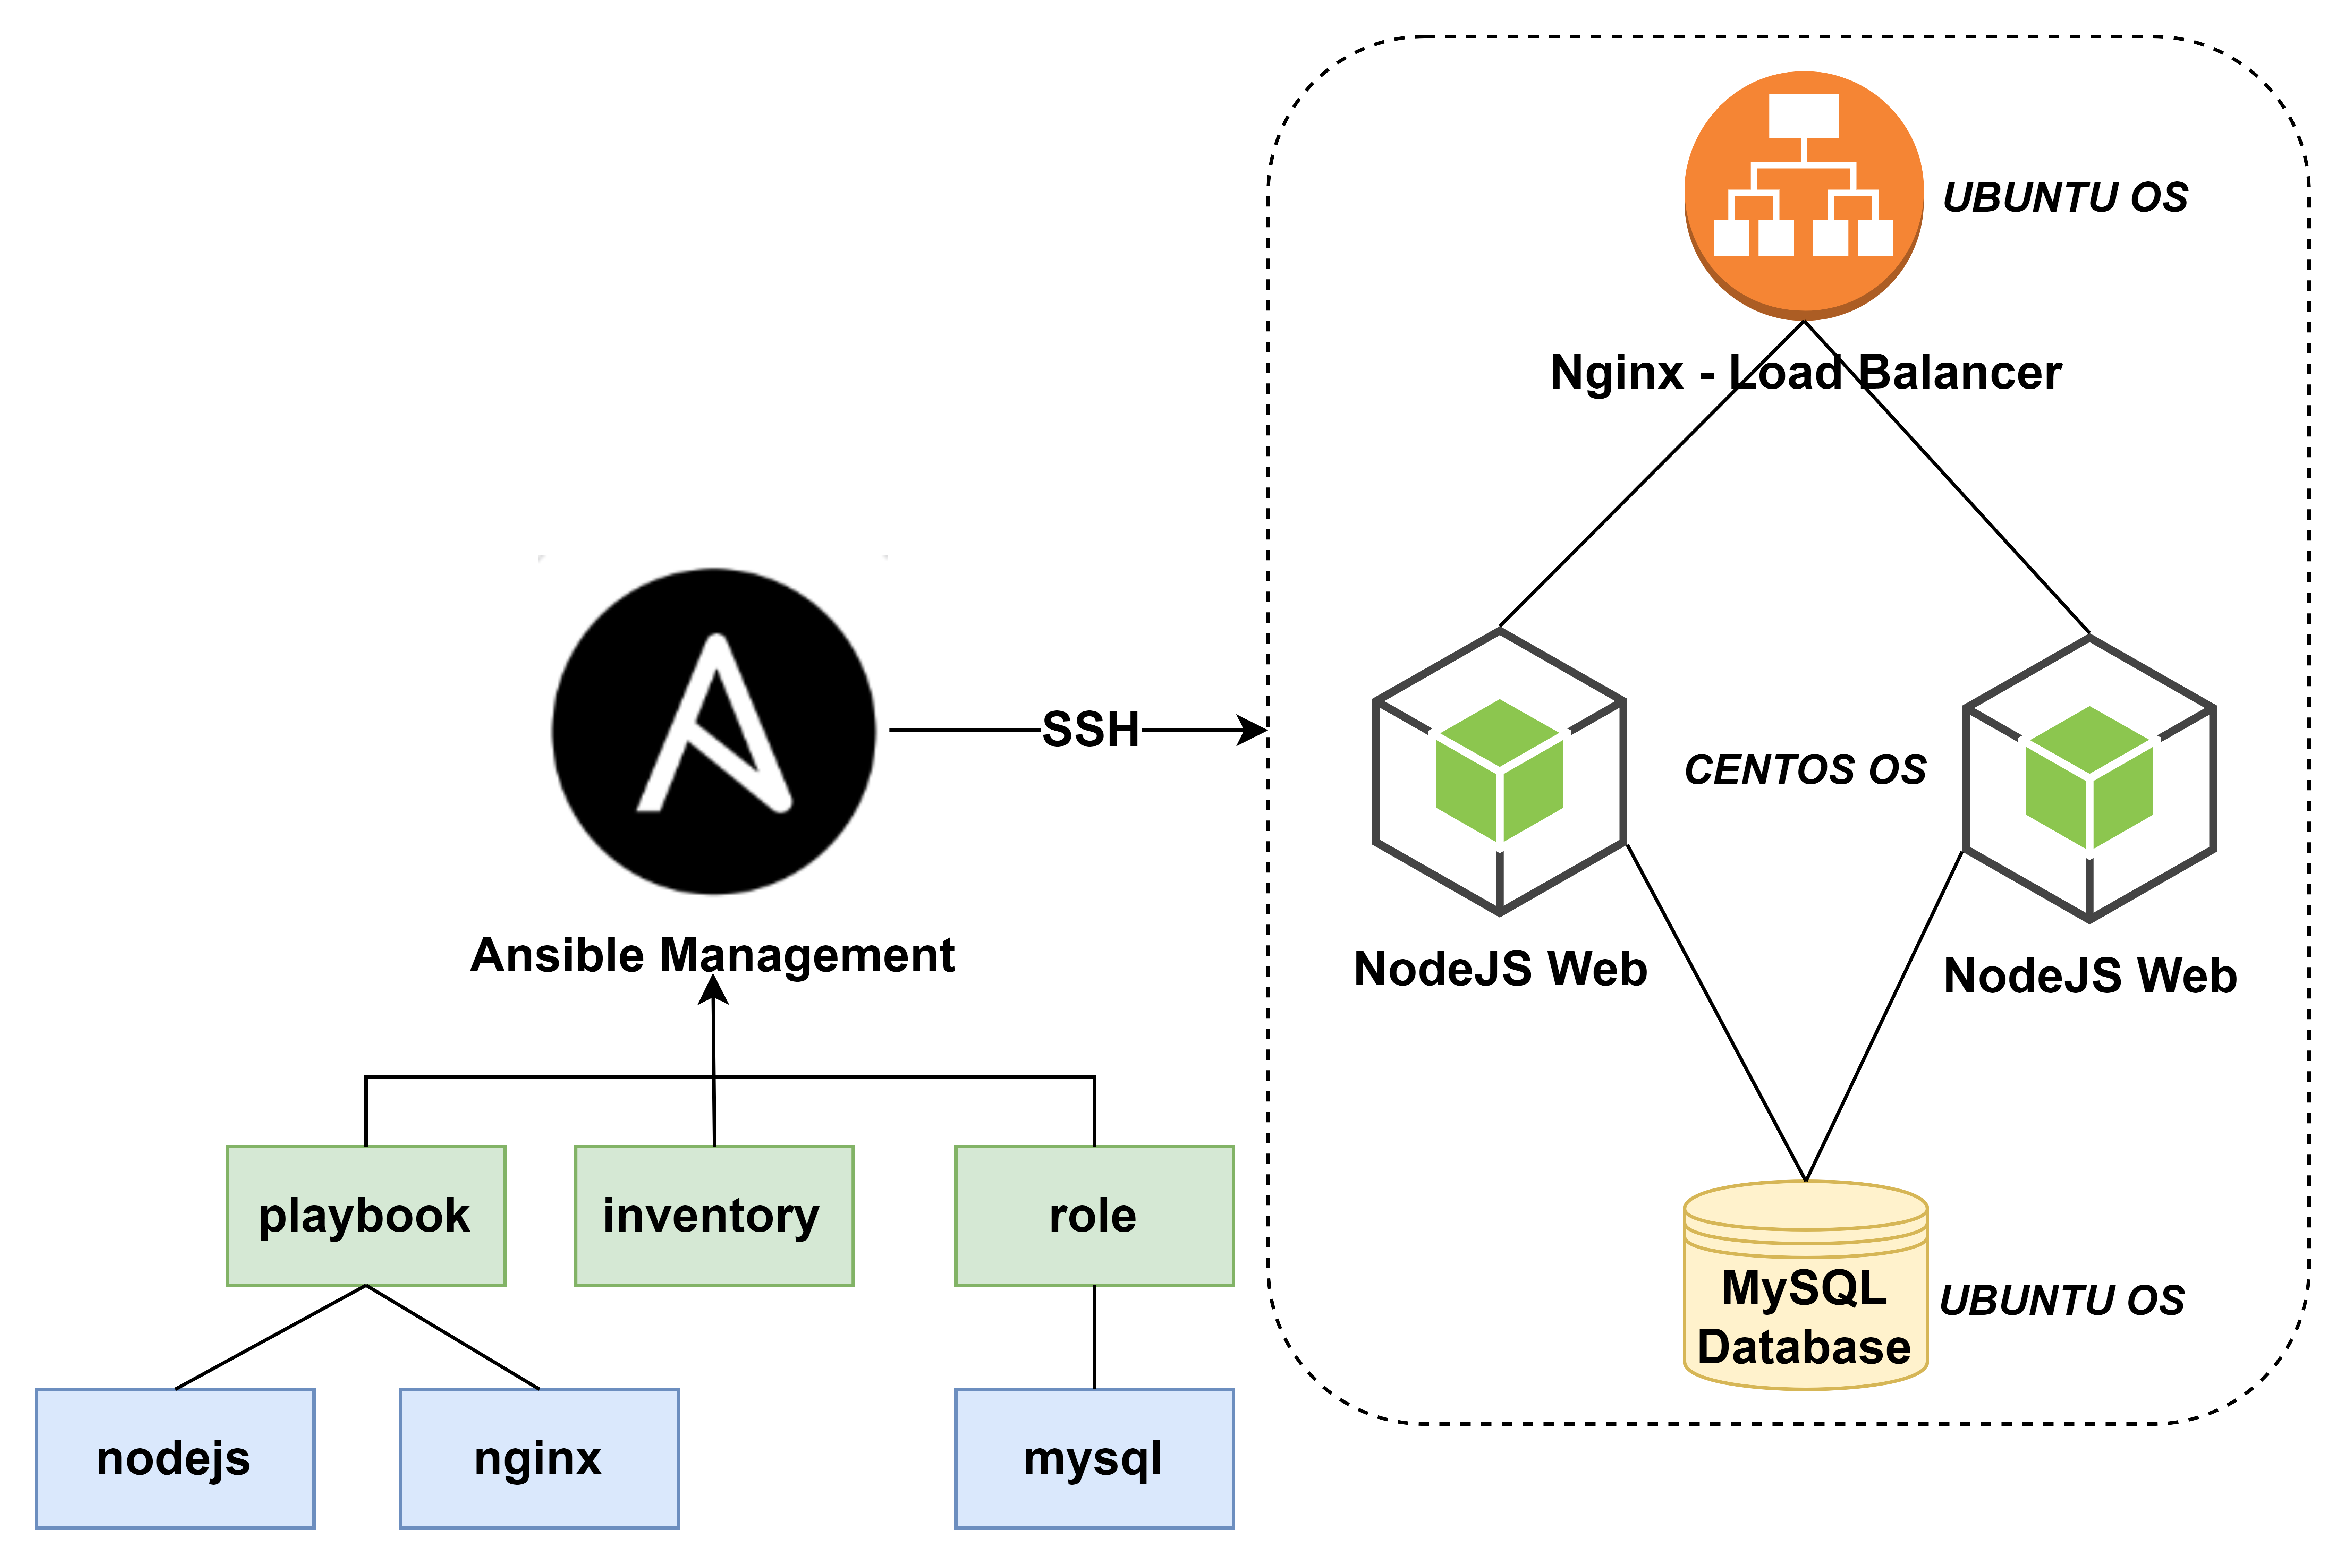 UBUNTU OS
Nginx - Load Balancer
SSH
CENTOS OS
Ansible Management
NodeJS Web
NodeJS Web
playbook
inventory
role
MySQL
Database
UBUNTU OS
nodejs
nginx
mysql